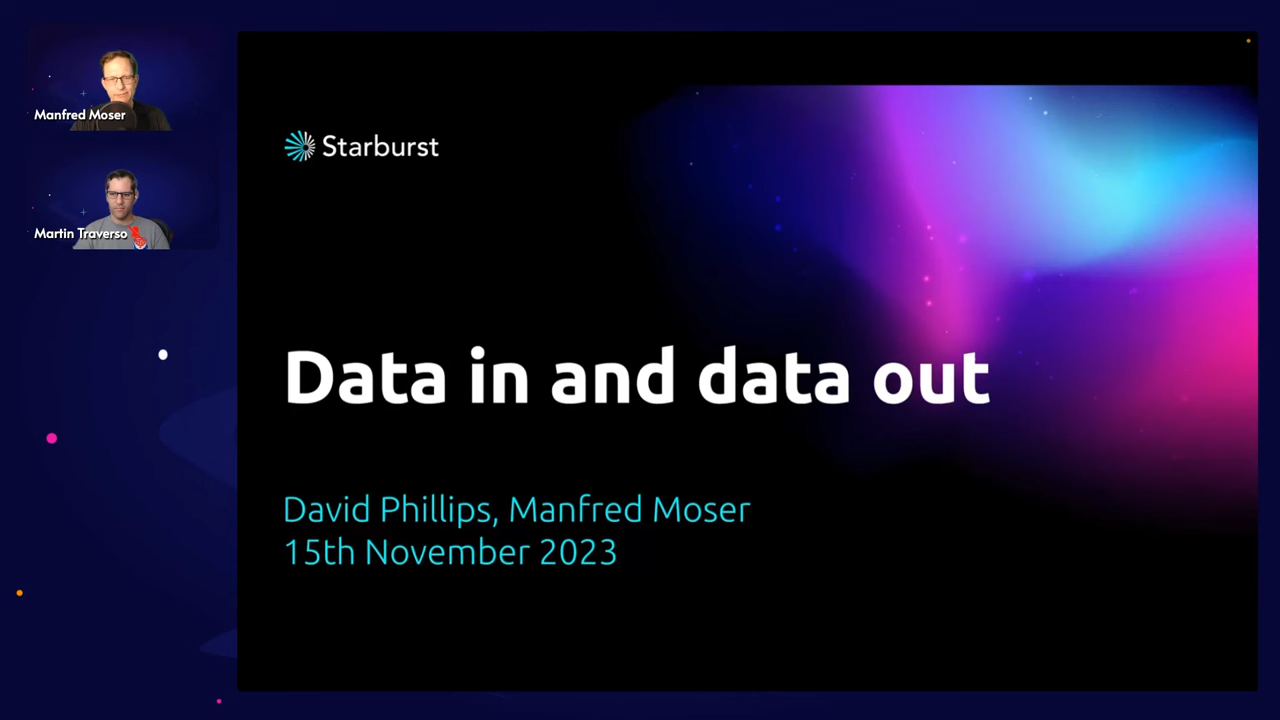 Manfred Moser
Martin Traverso
Starburst
Data in and data out
David Phillips, Manfred Moser
15th November 2023